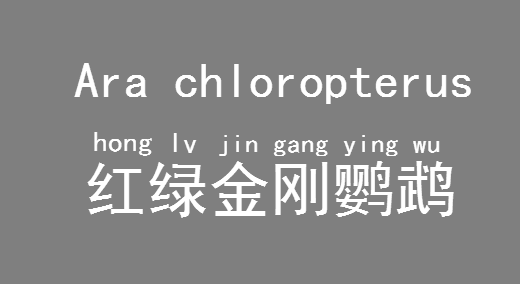 Ara chloropterus
hong lv jin gang ying wu
红绿金刚鹦鹉